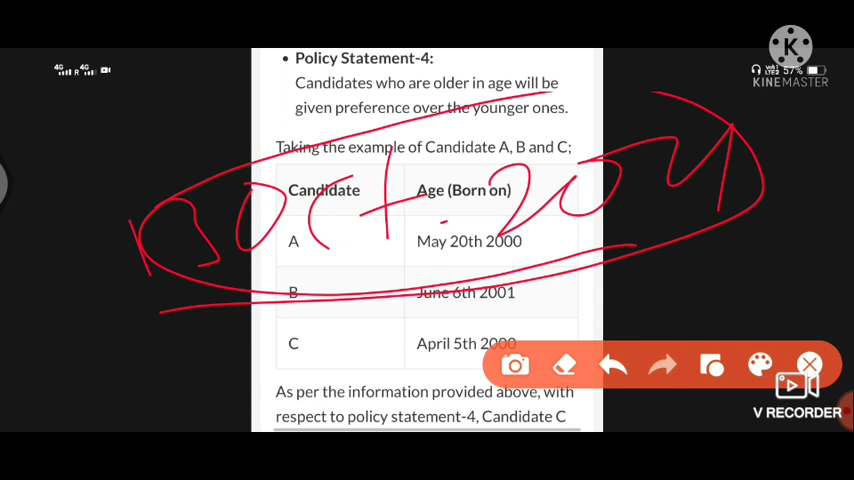 K
KINEMASTER
4G R 4G
57%
• Policy Statement-4:
Candidates who are older in age will be
given preference over the younger ones.
Taking the example of Candidate A, B and C;
Candidate Age (Born on)
A May 20th 2000
B June 6th 2001
C April 5th 2000
As per the information provided above, with
respect to policy statement-4, Candidate C
V RECORDER